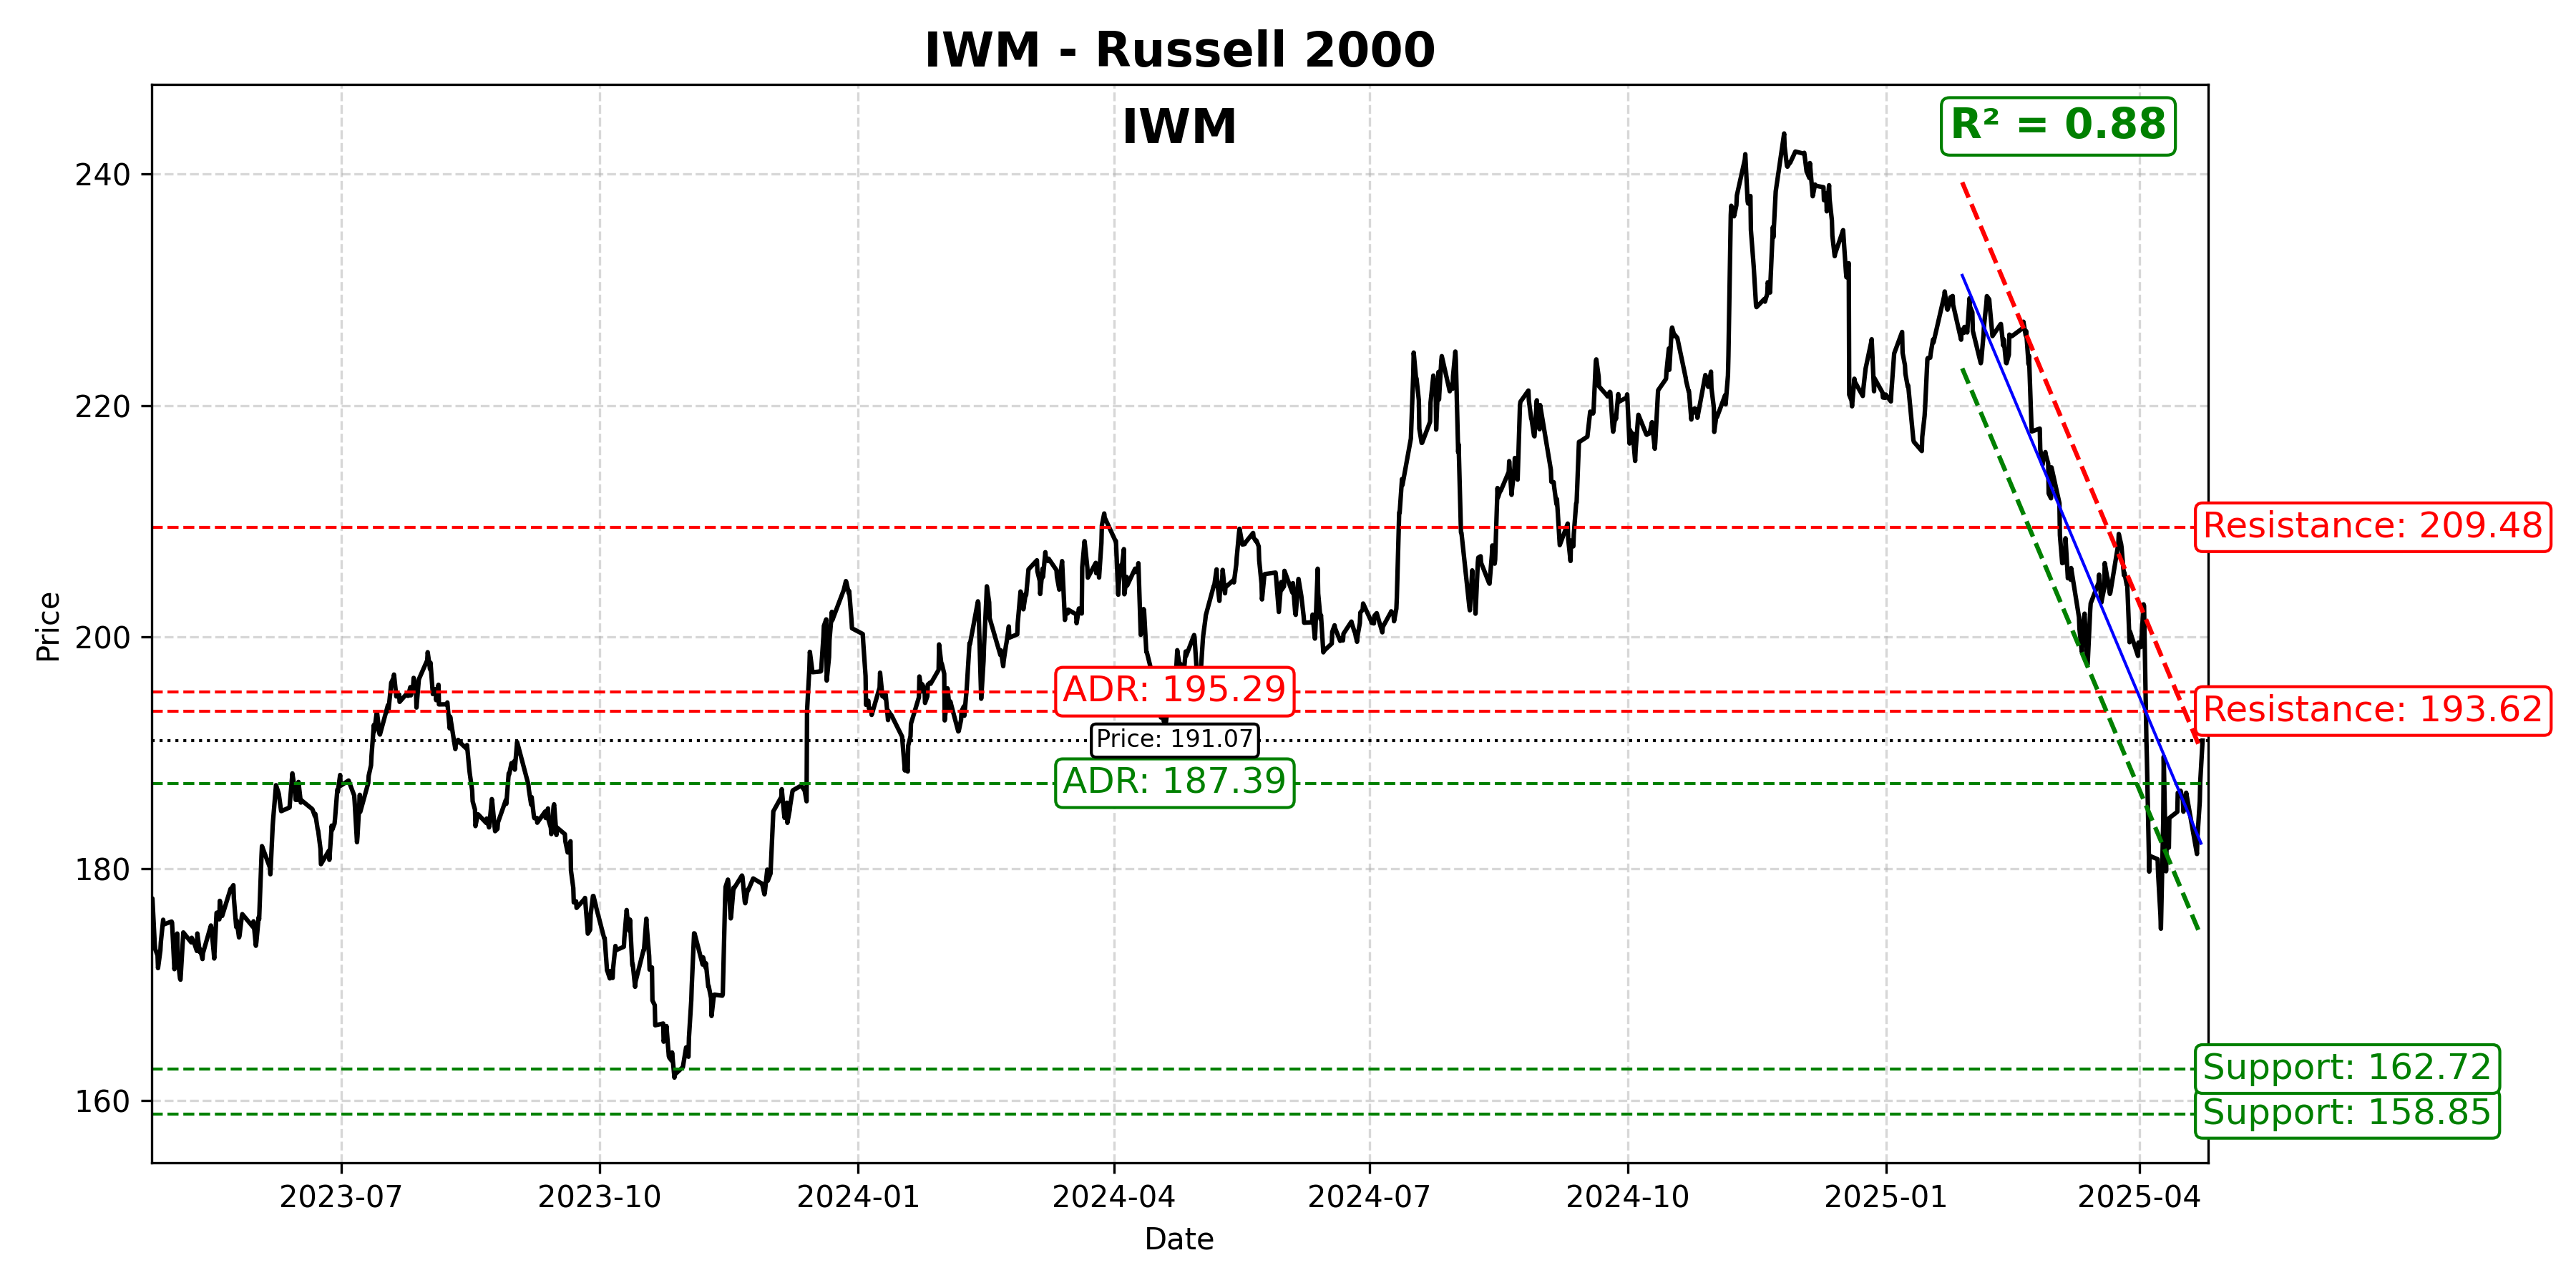 IWM - Russell 2000
IWM
R² = 0.88
240
220
200
180
160
Price
Resistance: 209.48
ADR: 195.29
Resistance: 193.62
Price: 191.07
ADR: 187.39
Support: 162.72
Support: 158.85
2023-07
2023-10
2024-01
2024-04
2024-07
2024-10
2025-01
2025-04
Date